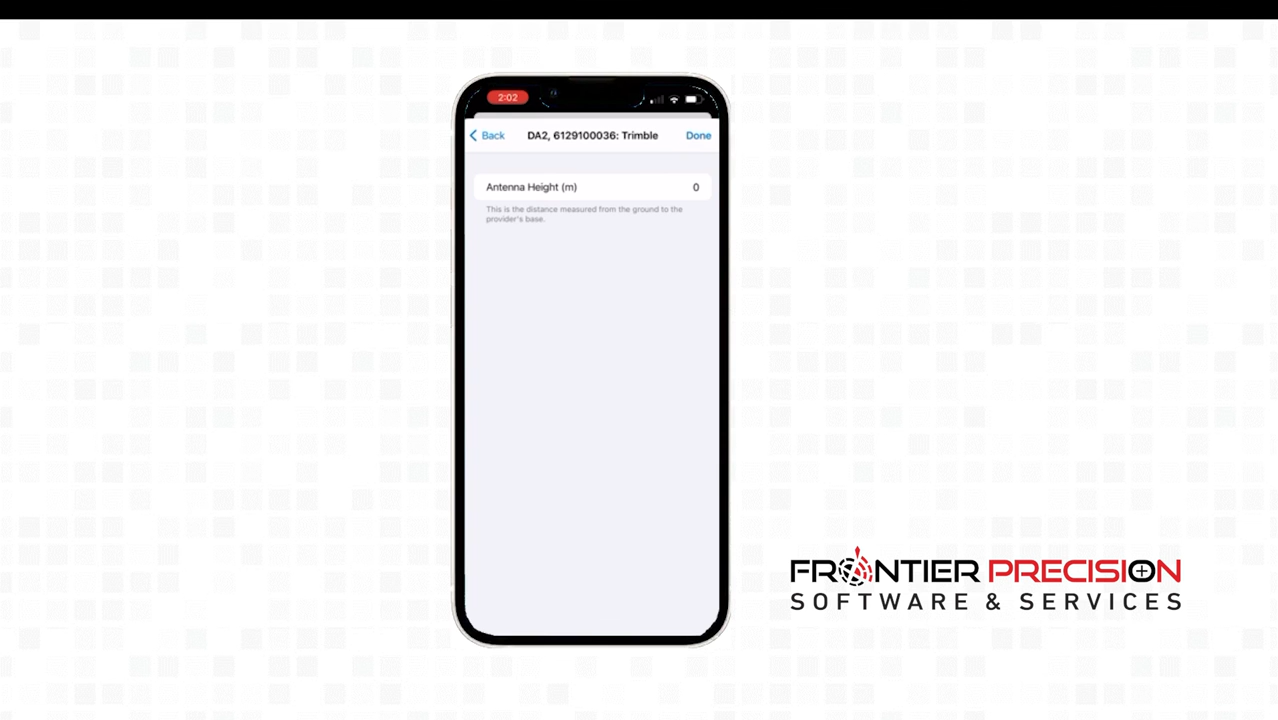 2:02
Back
DA2, 6129100036: Trimble
Done
Antenna Height (m)
0
This is the distance measured from the ground to the
provider's base.
FRONTIER PRECISION
SOFTWARE & SERVICES